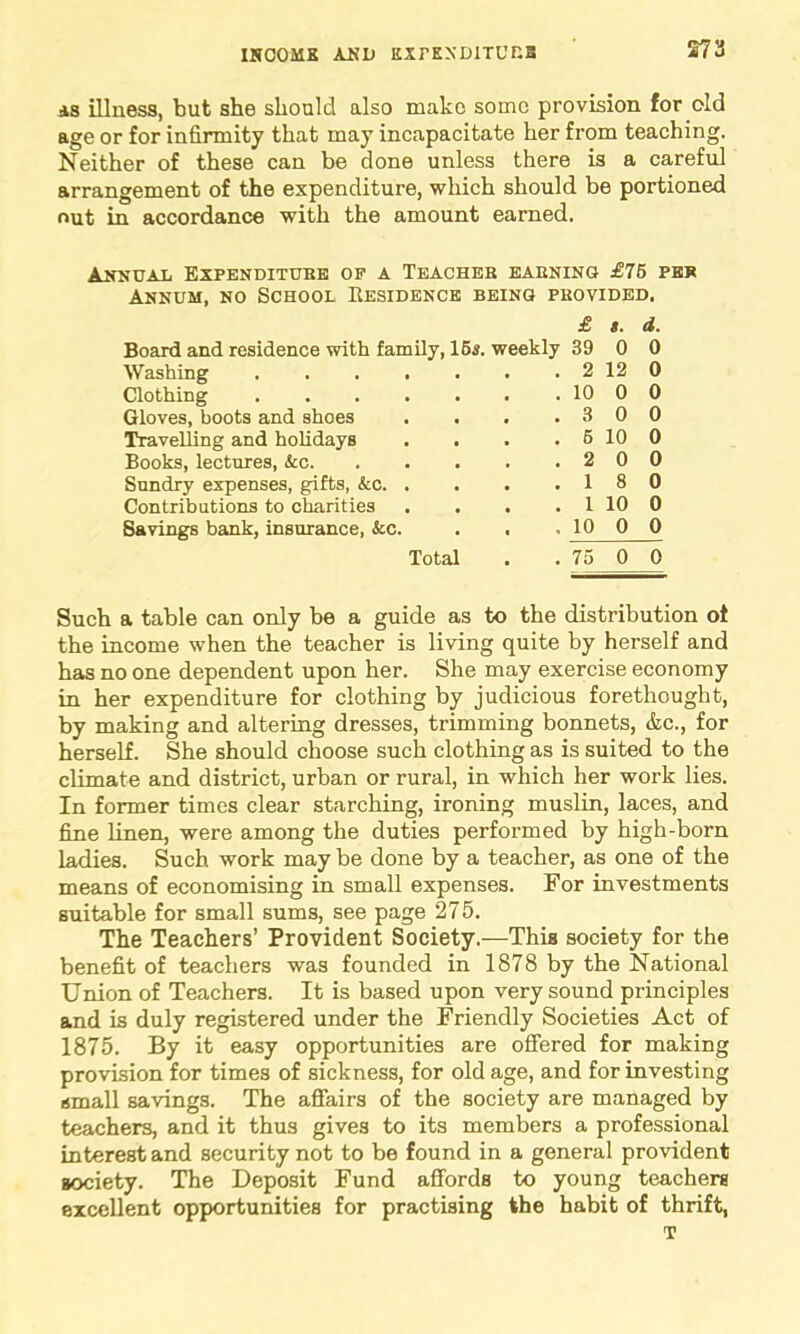 INCOME AND EXPENDITURE 273
as illness, but she should also make some provision for old
age or for infirmity that may incapacitate her from teaching.
Neither of these can be done unless there is a careful
arrangement of the expenditure, which should be portioned
out in accordance with the amount earned.
Annual Expenditure of a Teacher earning £75 per
Annum, no School Residence being provided.
£ s. d.
Board and residence with family, 15s. weekly 39 0 0
Washing . . . . . . . 2 12 0
Clothing . . . . . . . 10 0 0
Gloves, boots and shoes . . . . 3 0 0
Travelling and holidays . . . . 5 10 0
Books, lectures, &c. . . . . . 2 0 0
Sundry expenses, gifts, &c. . . . . 1 8 0
Contributions to charities . . . . 1 10 0
Savings bank, insurance, &c. . . . 10 0 0
Total . . 75 0 0
Such a table can only be a guide as to the distribution of
the income when the teacher is living quite by herself and
has no one dependent upon her. She may exercise economy
in her expenditure for clothing by judicious forethought,
by making and altering dresses, trimming bonnets, &c., for
herself. She should choose such clothing as is suited to the
climate and district, urban or rural, in which her work lies.
In former times clear starching, ironing muslin, laces, and
fine linen, were among the duties performed by high-born
ladies. Such work may be done by a teacher, as one of the
means of economising in small expenses. For investments
suitable for small sums, see page 275.
The Teachers' Provident Society.—This society for the
benefit of teachers was founded in 1878 by the National
Union of Teachers. It is based upon very sound principles
and is duly registered under the Friendly Societies Act of
1875. By it easy opportunities are offered for making
provision for times of sickness, for old age, and for investing
small savings. The affairs of the society are managed by
teachers, and it thus gives to its members a professional
interest and security not to be found in a general provident
society. The Deposit Fund affords to young teachers
excellent opportunities for practising the habit of thrift,
T